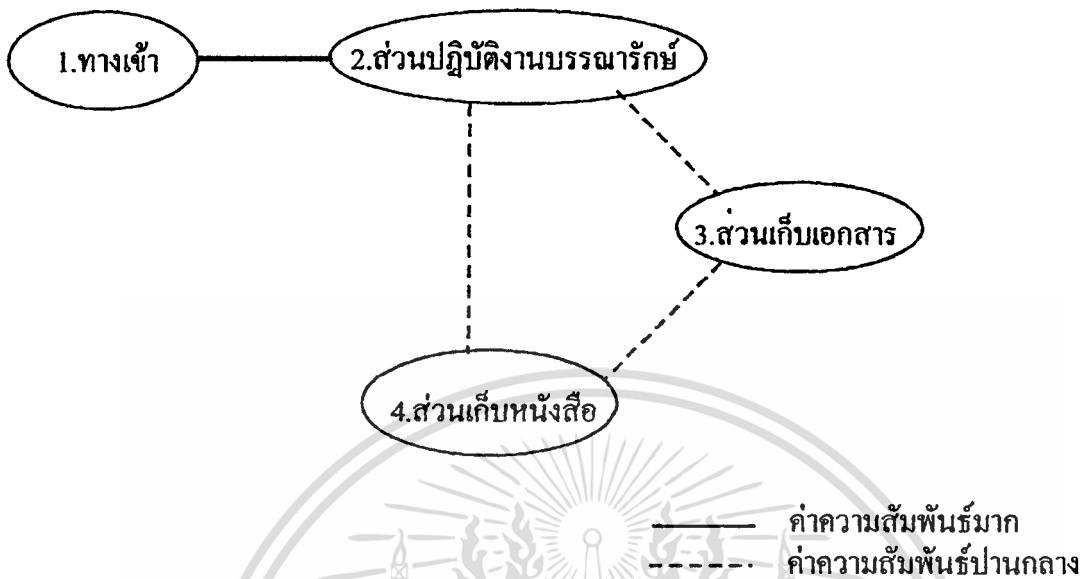 1.ทางเข้า
2.ส่วนปฏิบัติงานบรรณารักษ์
3.ส่วนเก็บเอกสาร
4.ส่วนเก็บหนังสือ
ค่าความสัมพันธ์มาก
ค่าความสัมพันธ์ปานกลาง